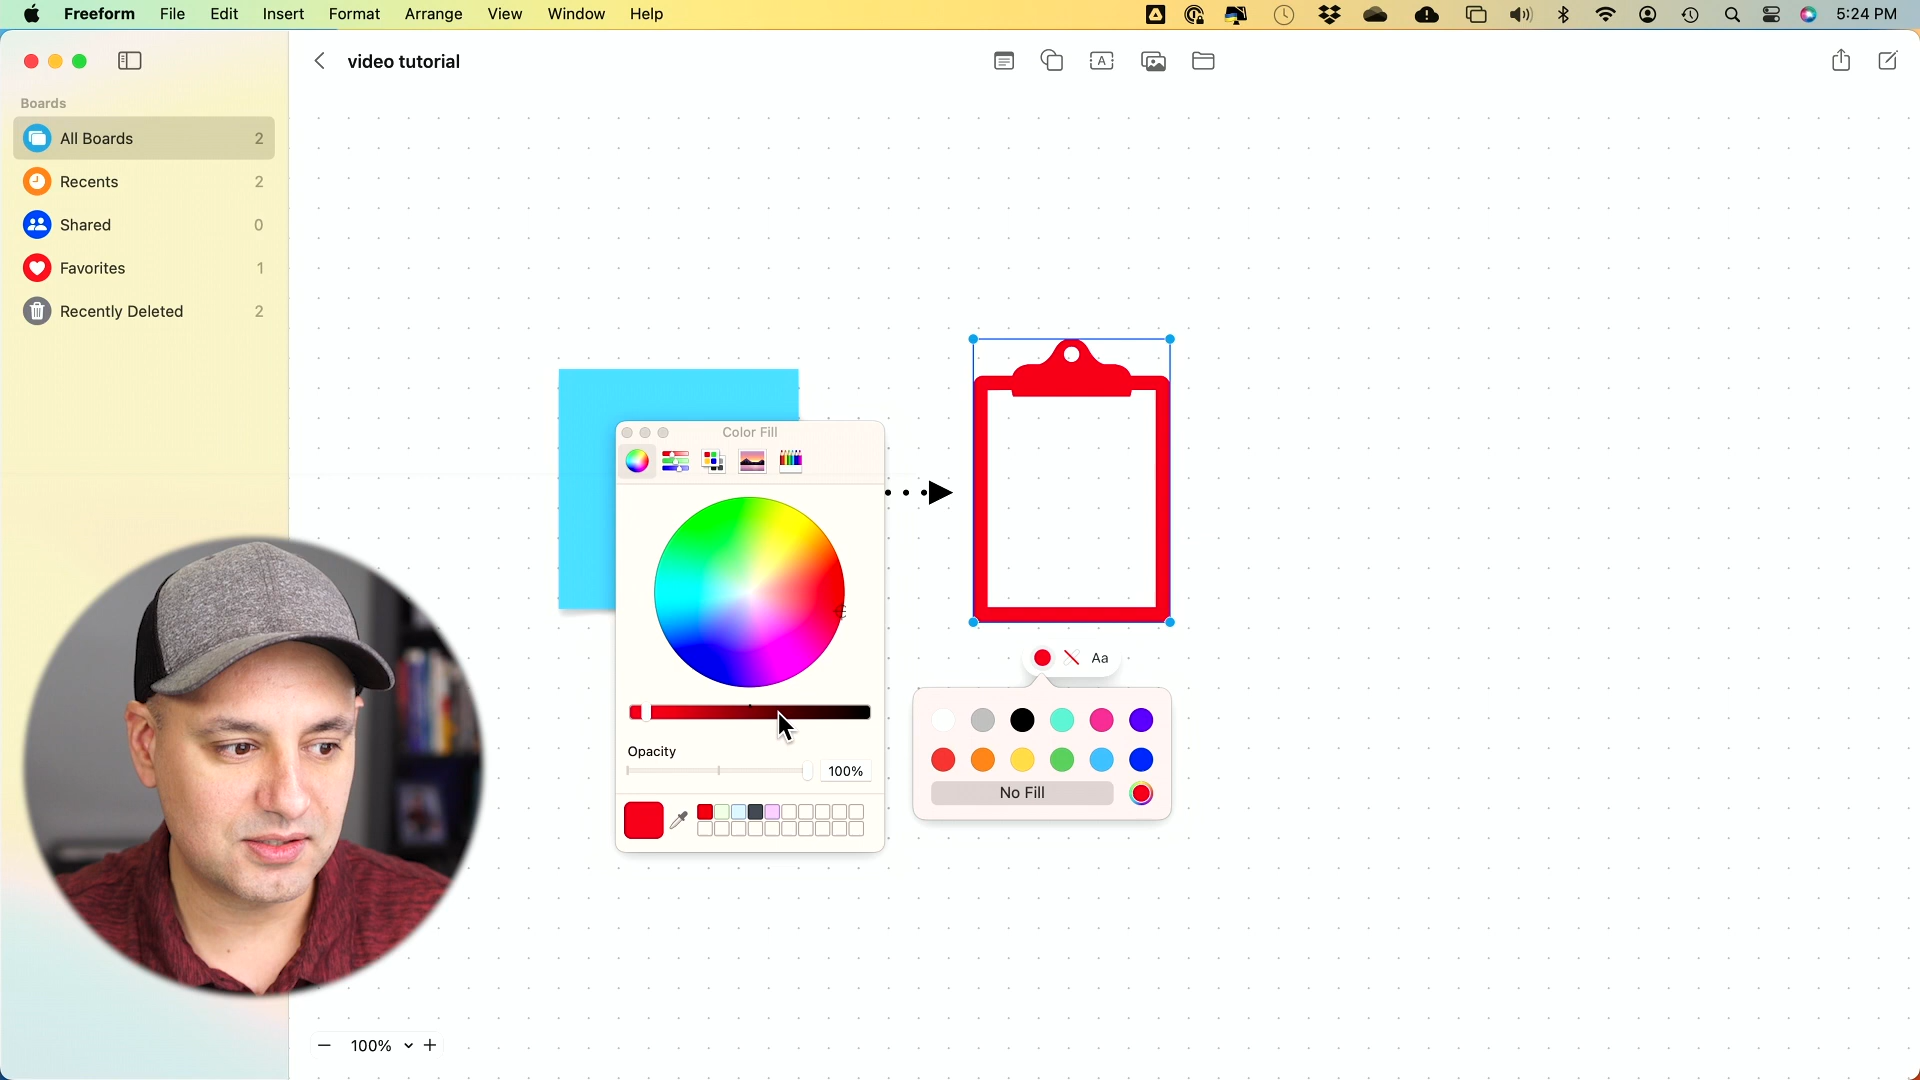 Freeform File Edit Insert Format Arrange View Window Help 5:24 PM
video tutorial
A
Boards
All Boards 2
Recents 2
Shared 0
Favorites 1
Recently Deleted 2
Color Fill
Opacity
100%
Aa
No Fill
100%